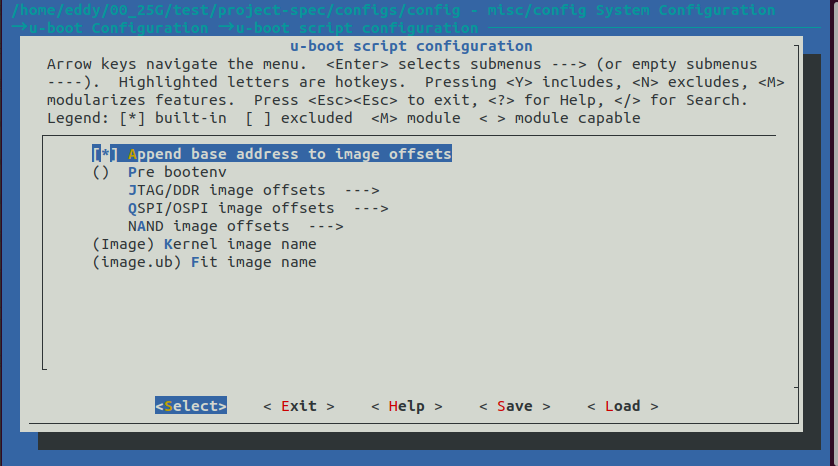 /home/eddy/00_25G/test/project-spec/configs/config - misc/config System Configuration
→u-boot Configuration →u-boot script configuration
u-boot script configuration
Arrow keys navigate the menu.  <Enter> selects submenus ---> (or empty submenus
----).  Highlighted letters are hotkeys.  Pressing <Y> includes, <N> excludes, <M>
modularizes features.  Press <Esc><Esc> to exit, <?> for Help, </> for Search.
Legend: [*] built-in  [ ] excluded  <M> module  < > module capable
[*] Append base address to image offsets
()  Pre bootenv
JTAG/DDR image offsets  --->
QSPI/OSPI image offsets  --->
NAND image offsets  --->
(Image) Kernel image name
(image.ub) Fit image name
<Select>    < Exit >    < Help >    < Save >    < Load >